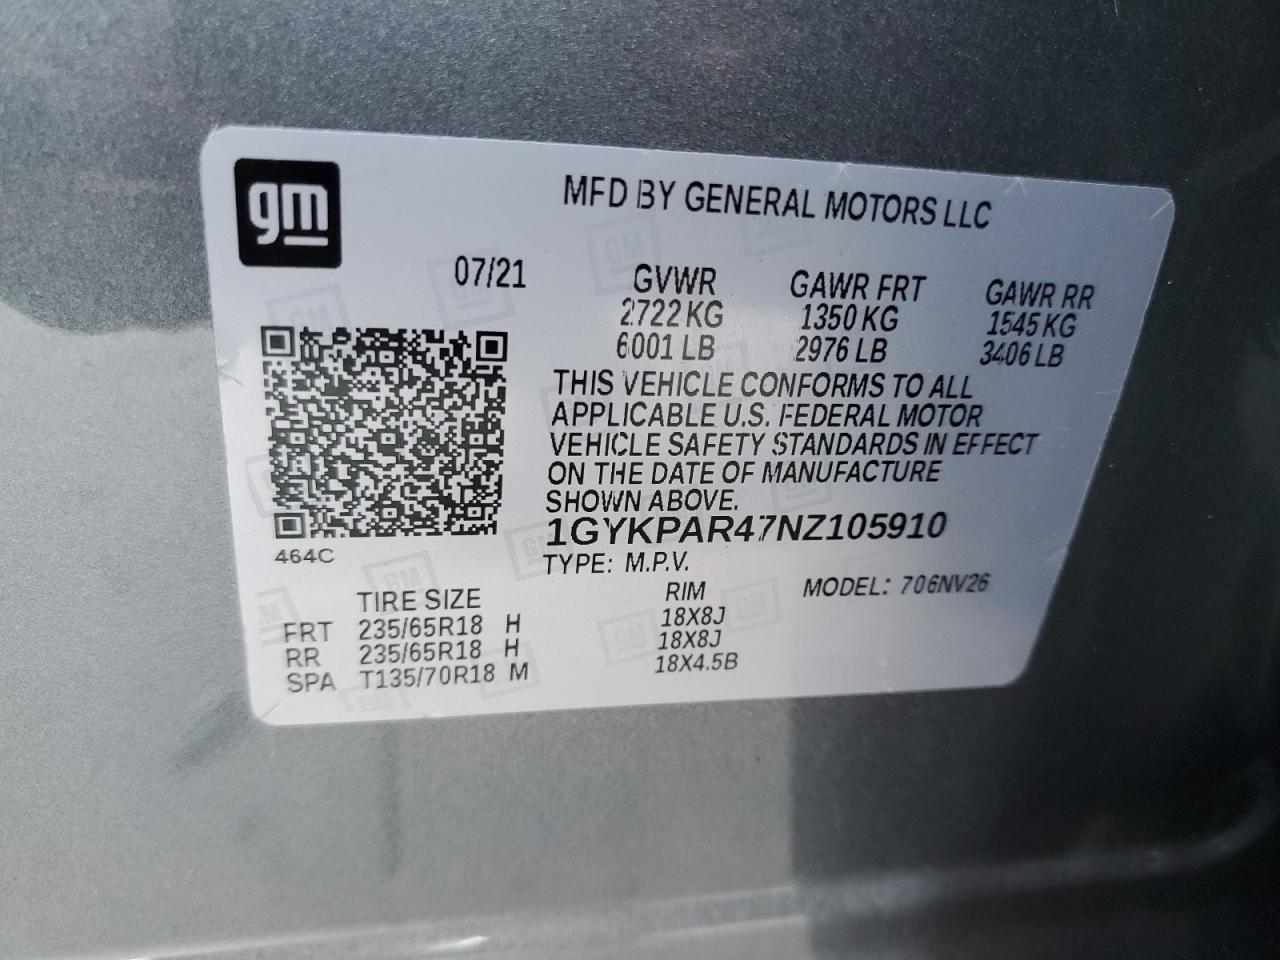 gm
MFD BY GENERAL MOTORS LLC
07/21
GVWR GAWR FRT GAWR RR
2722 KG 1350 KG 1545 KG
6001 LB 2976 LB 3406 LB
THIS VEHICLE CONFORMS TO ALL
APPLICABLE U.S. FEDERAL MOTOR
VEHICLE SAFETY STANDARDS IN EFFECT
ON THE DATE OF MANUFACTURE
SHOWN ABOVE.
1GYKPAR47NZ105910
464C
TYPE: M.P.V. MODEL: 706NV26
TIRE SIZE RIM
FRT 235/65R18 H 18X8J
RR 235/65R18 H 18X8J
SPA T135/70R18 M 18X4.5B